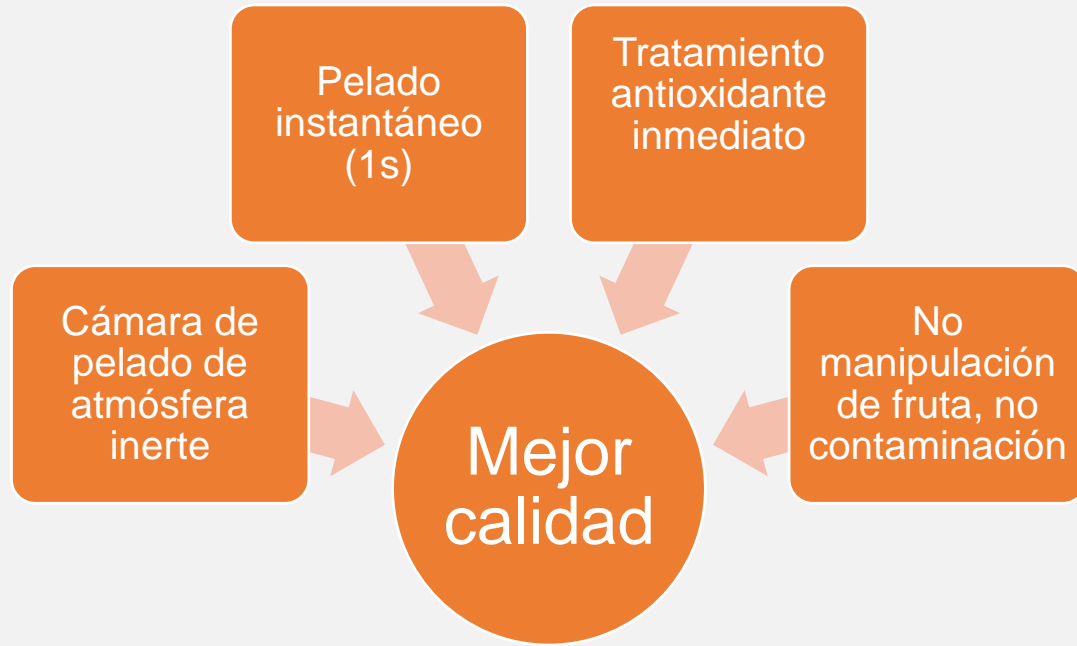 Pelado
instantáneo
(1s)
Tratamiento
antioxidante
inmediato
Cámara de
pelado de
atmósfera
inerte
No
manipulación
de fruta, no
contaminación
Mejor
calidad